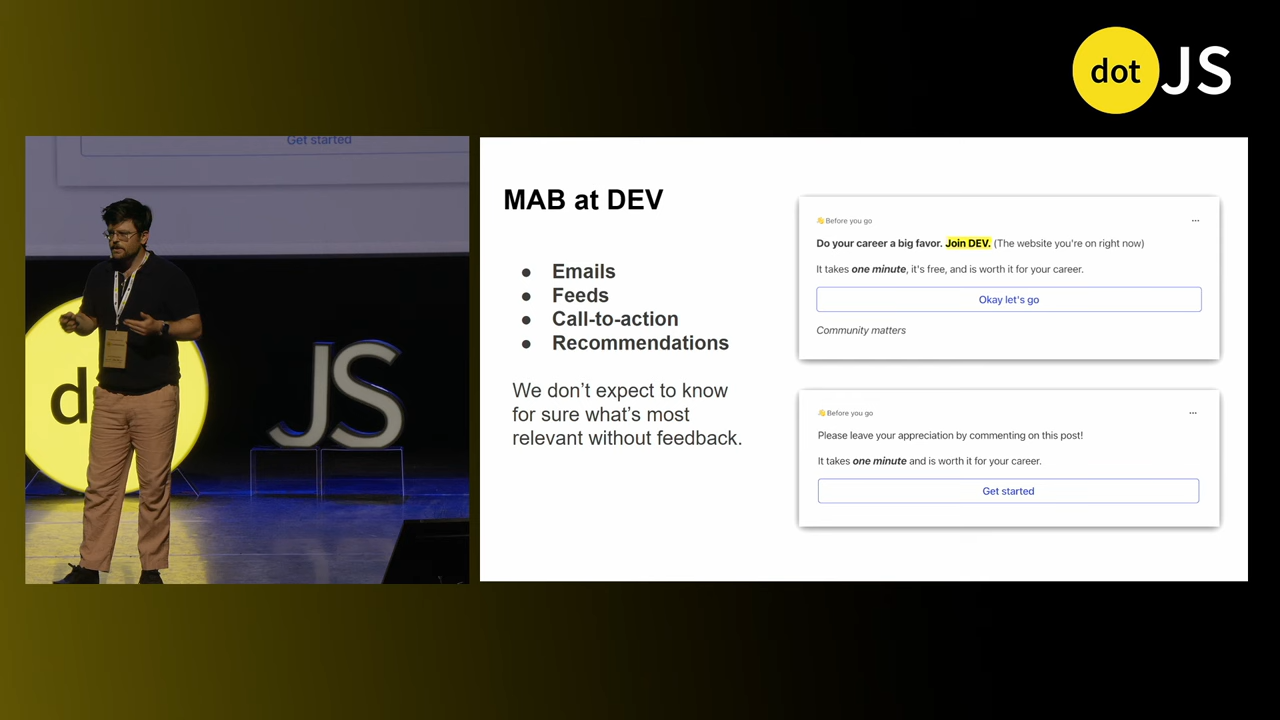 dot JS
Get started
d
JS
MAB at DEV
● Emails
● Feeds
● Call-to-action
● Recommendations
We don’t expect to know
for sure what’s most
relevant without feedback.
👋Before you go
...
Do your career a big favor. Join DEV. (The website you're on right now)
It takes one minute, it's free, and is worth it for your career.
Okay let's go
Community matters
👋Before you go
...
Please leave your appreciation by commenting on this post!
It takes one minute and is worth it for your career.
Get started